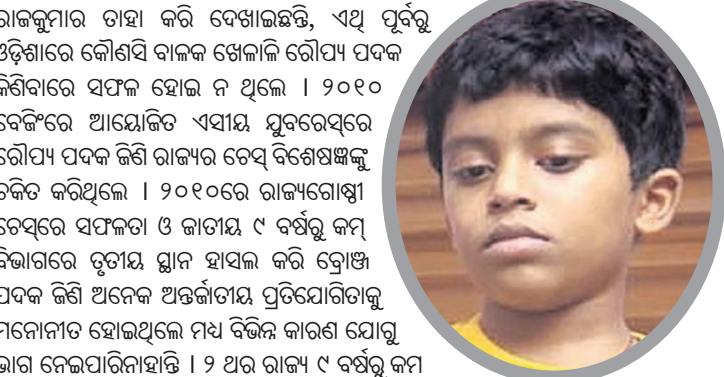 ରାଜକୁମାର ତାହା କରି ଦେଖାଇଛନ୍ତି, ଏଥି ପୂର୍ବରୁ
ଓଡ଼ିଶାରେ କୌଣସି ବାଳକ ଖେଳାଳି ରୌପ୍ୟ ପଦକ
କିଣିବାରେ ସଫଳ ହୋଇ ନ ଥିଲେ । ୨୦୧୦
ବେଜିଂରେ ଆୟୋଜିତ ଏସୀୟ ଯୁବରେସ୍‌ରେ
ରୌପ୍ୟ ପଦକ ଜିଣି ରାଜ୍ୟର ଚେସ୍ ବିଶେଷଜ୍ଞଙ୍କୁ
ଚକିତ କରିଥିଲେ । ୨୦୧୦ରେ ରାଜ୍ୟଗୋଷ୍ଠୀ
ଚେସ୍‌ରେ ସଫଳତା ଓ ଜାତୀୟ ୯ ବର୍ଷରୁ କମ୍
ବିଭାଗରେ ତୃତୀୟ ସ୍ଥାନ ହାସଲ କରି ବ୍ରୋଞ୍ଜ
ପଦକ ଜିଣି ଅନେକ ଅନ୍ତର୍ଜାତୀୟ ପ୍ରତିଯୋଗିତାକୁ
ମନୋନୀତ ହୋଇଥିଲେ ମଧ୍ୟ ବିଭିନ୍ନ କାରଣ ଯୋଗୁ
ଭାଗ ନେଇପାରିନାହାନ୍ତି । ୨ ଥର ରାଜ୍ୟ ୯ ବର୍ଷରୁ କମ